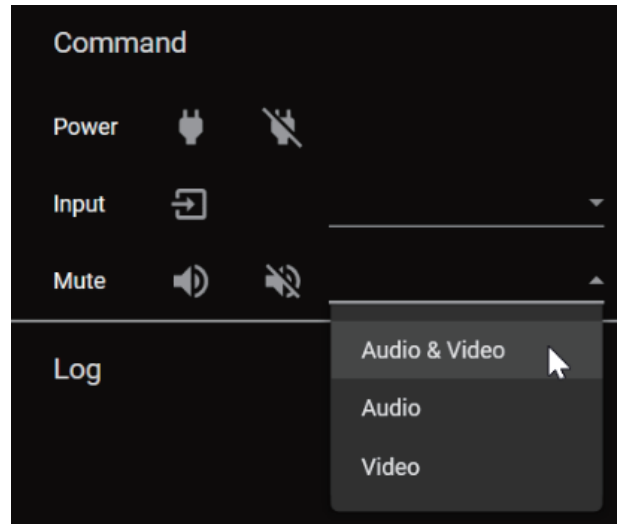 Command
Power
Input
Mute
Audio & Video
Log
Audio
Video